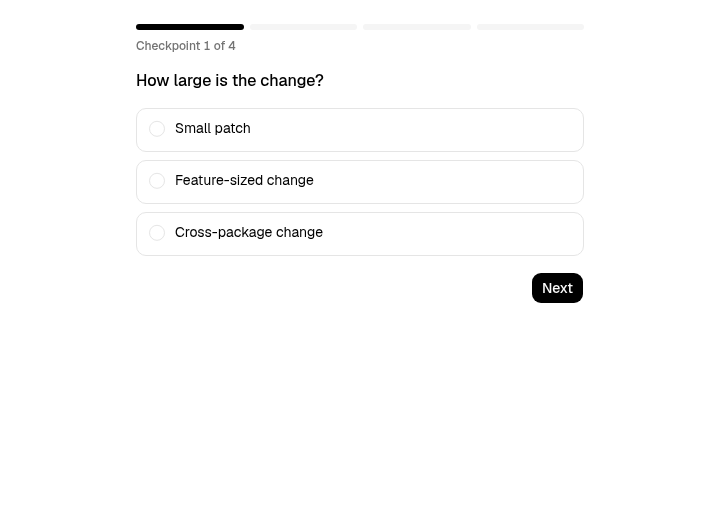 Checkpoint 1 of 4
How large is the change?
Small patch
Feature-sized change
Cross-package change
Next